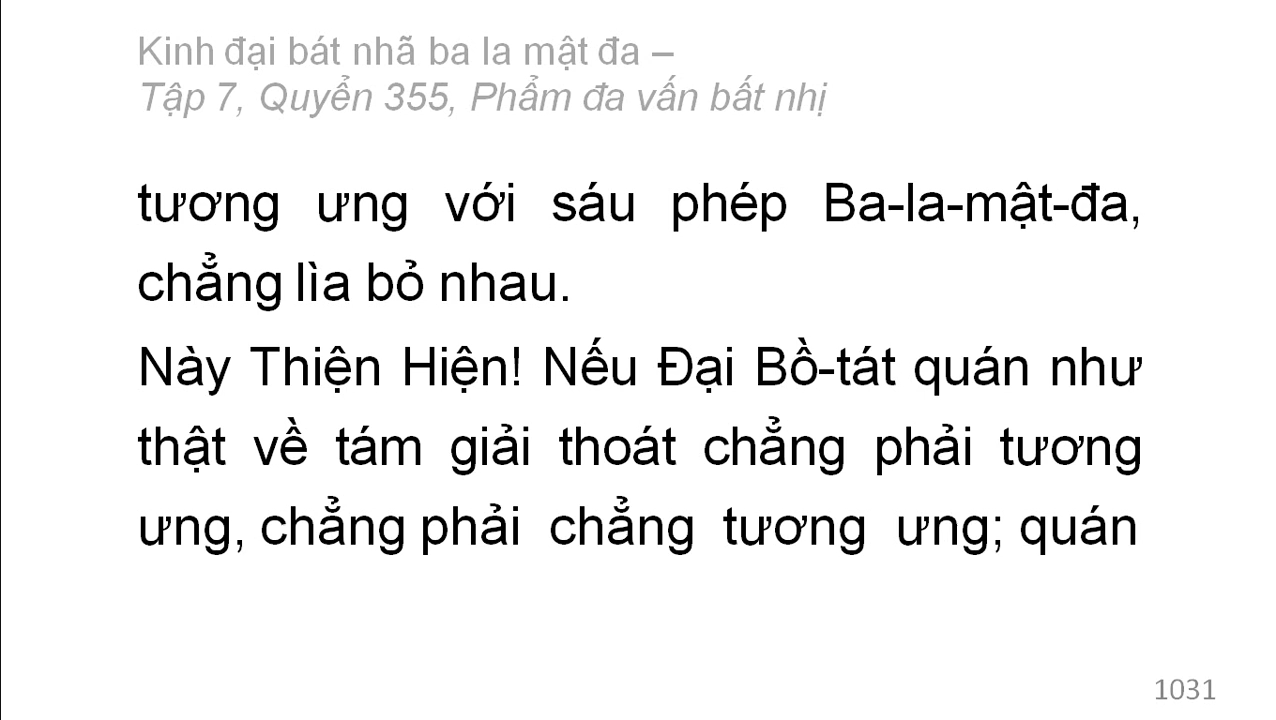 Kinh đại bát nhã ba la mật đa –
Tập 7, Quyển 355, Phẩm đa vấn bất nhị
tương ưng với sáu phép Ba-la-mật-đa,
chẳng lìa bỏ nhau.
Này Thiện Hiện! Nếu Đại Bồ-tát quán như
thật về tám giải thoát chẳng phải tương
ưng, chẳng phải chẳng tương ưng; quán
1031